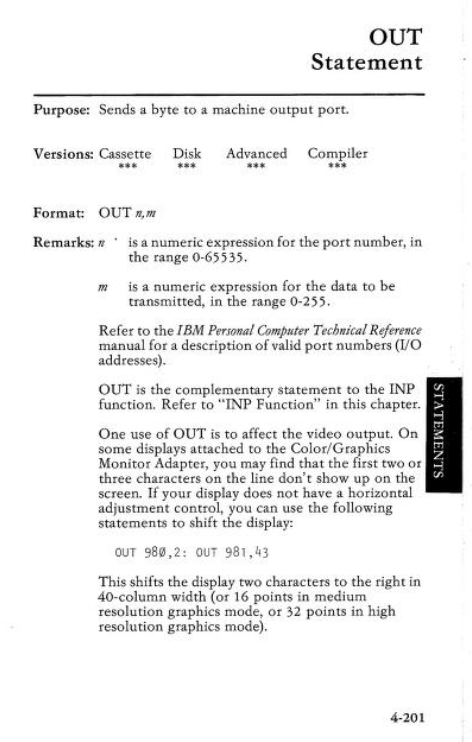 OUT
Statement
Purpose: Sends a byte to a machine output port.
Versions: Cassette Disk Advanced Compiler
*** *** *** ***
Format: OUT n,m
Remarks: n is a numeric expression for the port number, in
the range 0-65535.
m is a numeric expression for the data to be
transmitted, in the range 0-255.
Refer to the IBM Personal Computer Technical Reference
manual for a description of valid port numbers (I/O
addresses).
OUT is the complementary statement to the INP
function. Refer to “INP Function” in this chapter.
One use of OUT is to affect the video output. On
some displays attached to the Color/Graphics
Monitor Adapter, you may find that the first two or
three characters on the line don't show up on the
screen. If your display does not have a horizontal
adjustment control, you can use the following
statements to shift the display:
OUT 980,2: OUT 981,43
This shifts the display two characters to the right in
40-column width (or 16 points in medium
resolution graphics mode, or 32 points in high
resolution graphics mode).
STATEMENTS
4-201